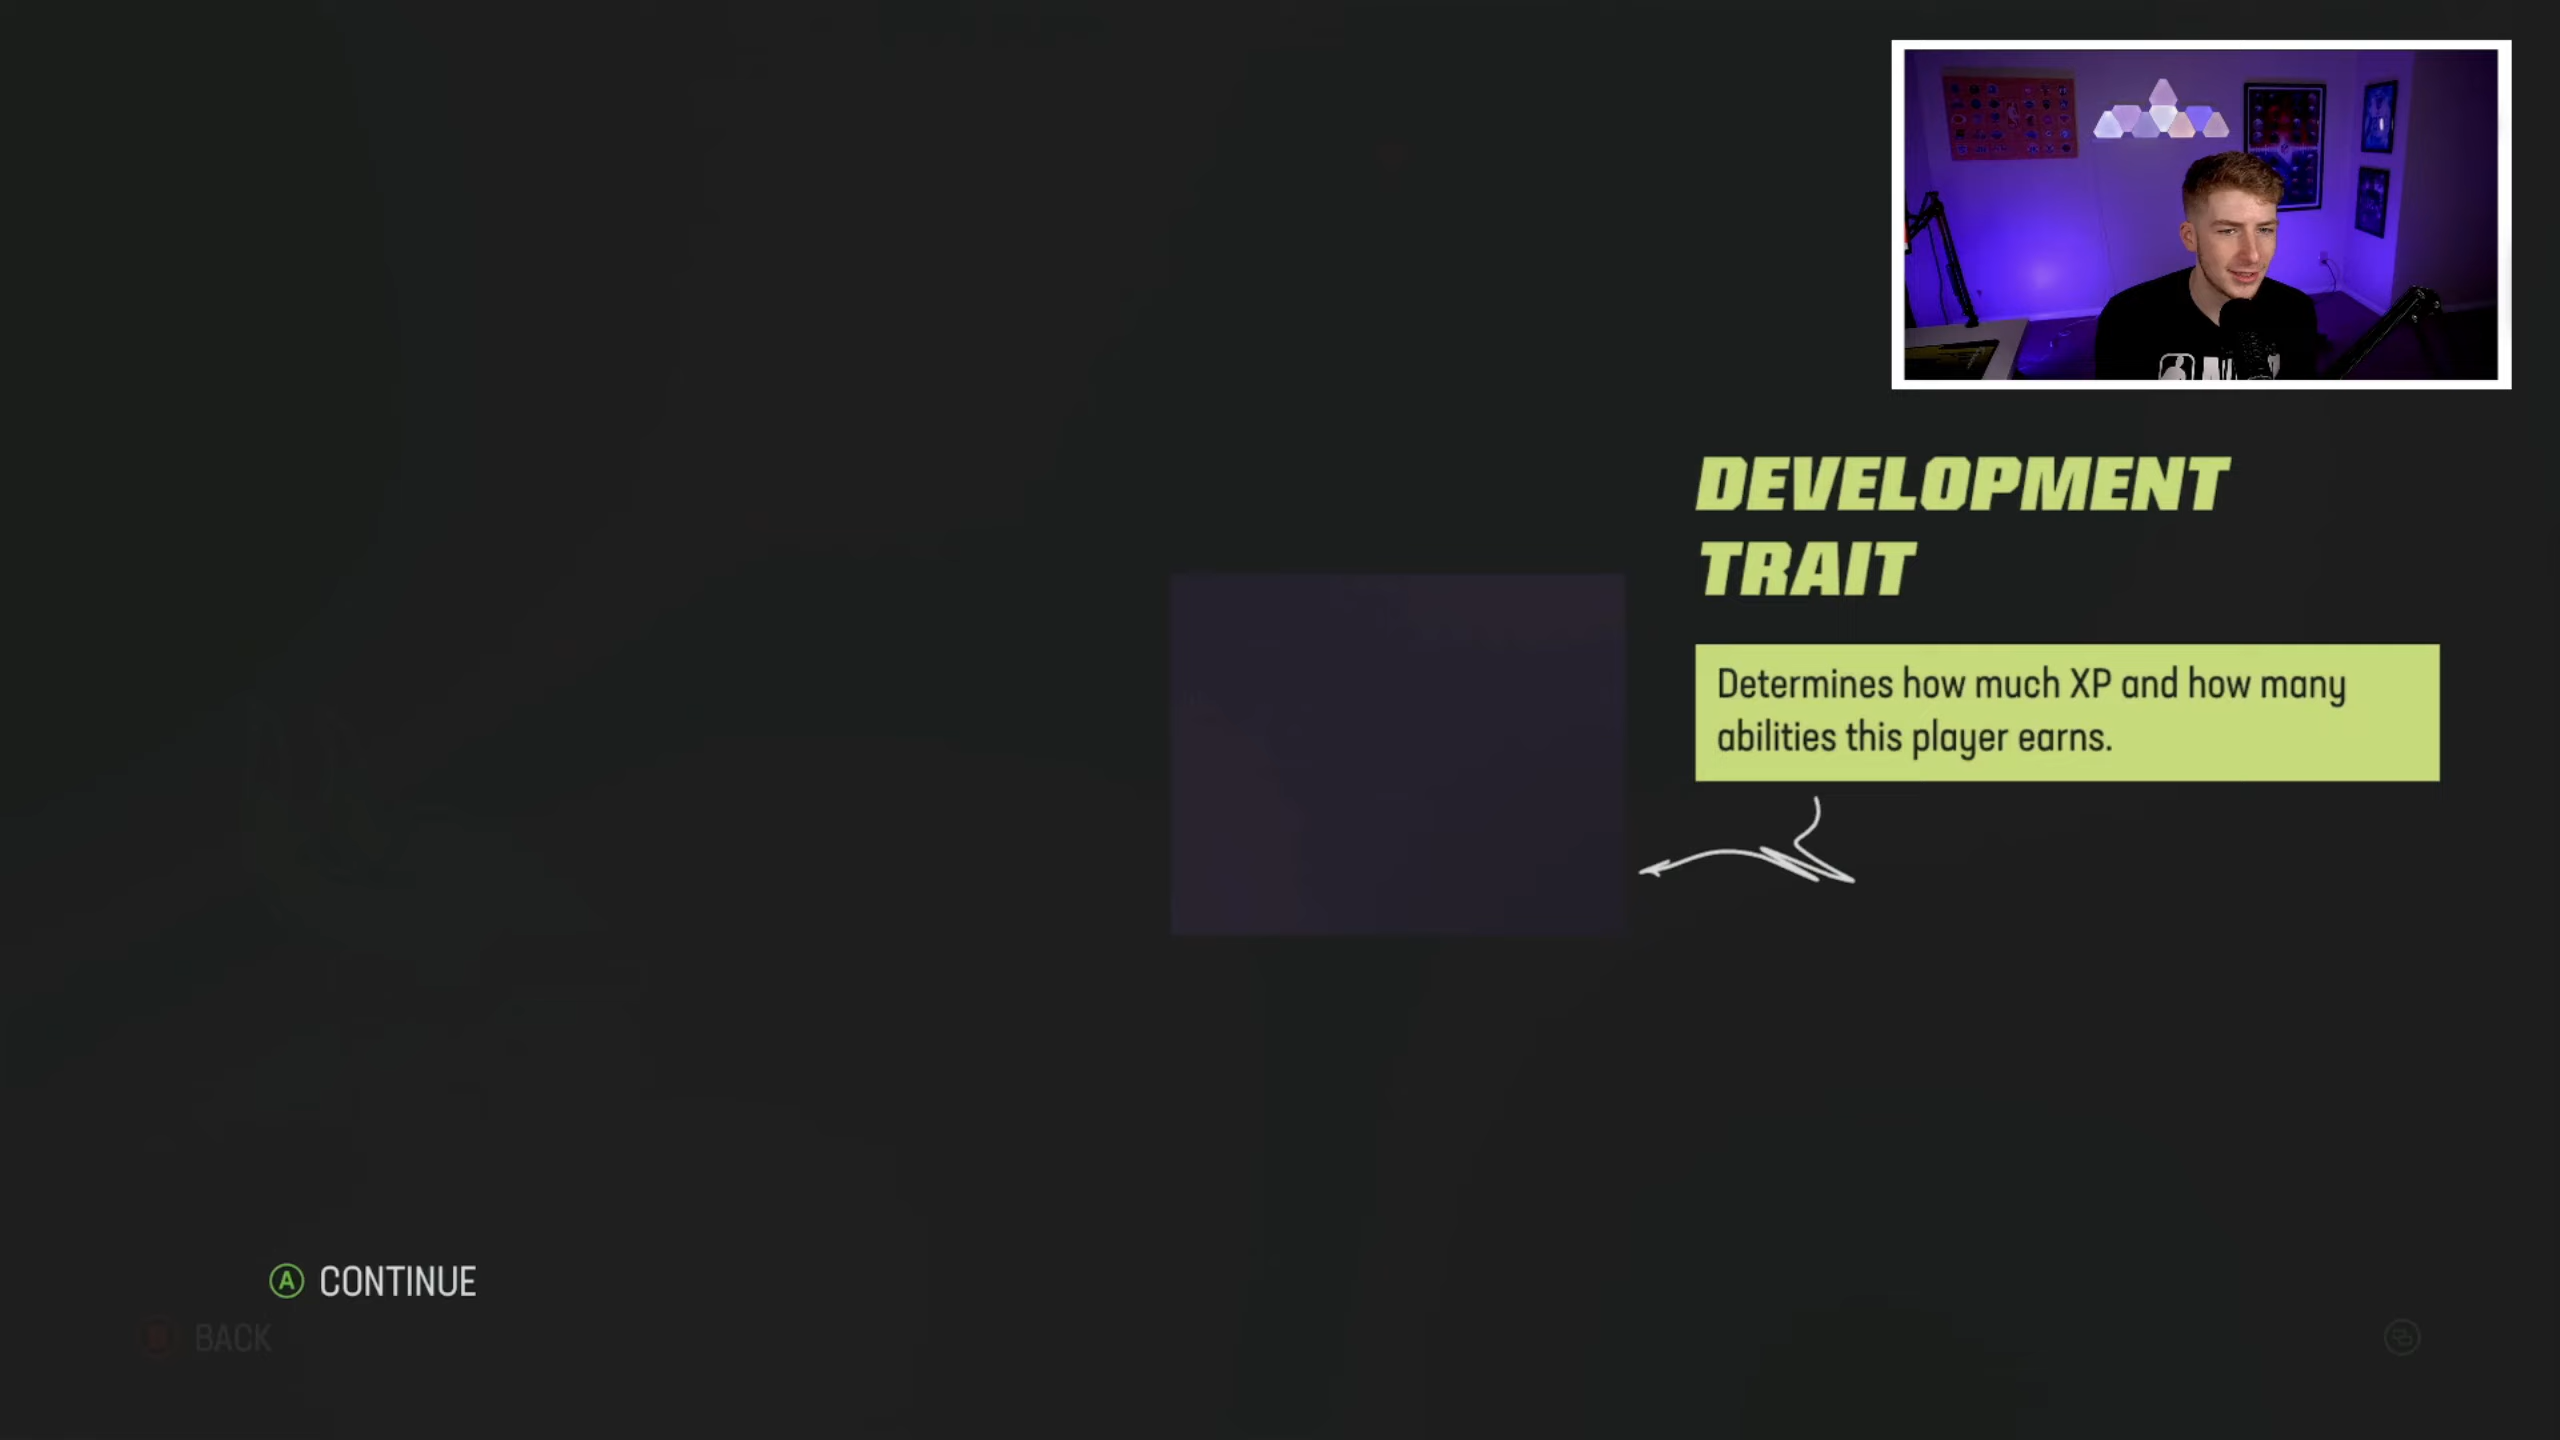 DEVELOPMENT
TRAIT
Determines how much XP and how many
abilities this player earns.
A CONTINUE
BACK